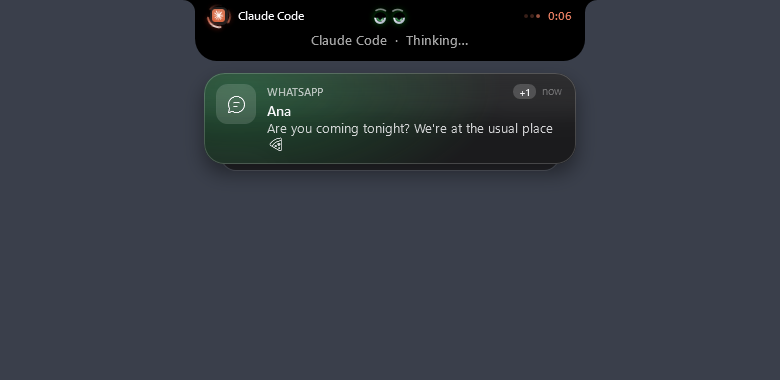 Claude Code
0:06
Claude Code · Thinking...
WHATSAPP
+1
now
Ana
Are you coming tonight? We're at the usual place
🍕